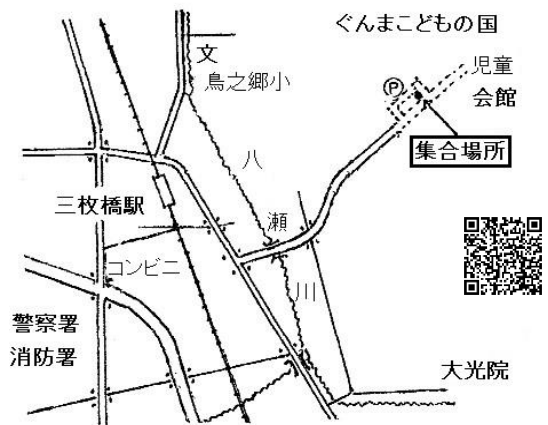 ぐんまこどもの国
文
鳥之郷小
児童
会館
P
集合場所
八
瀬
川
三枚橋駅
コンビニ
警察署
消防署
大光院